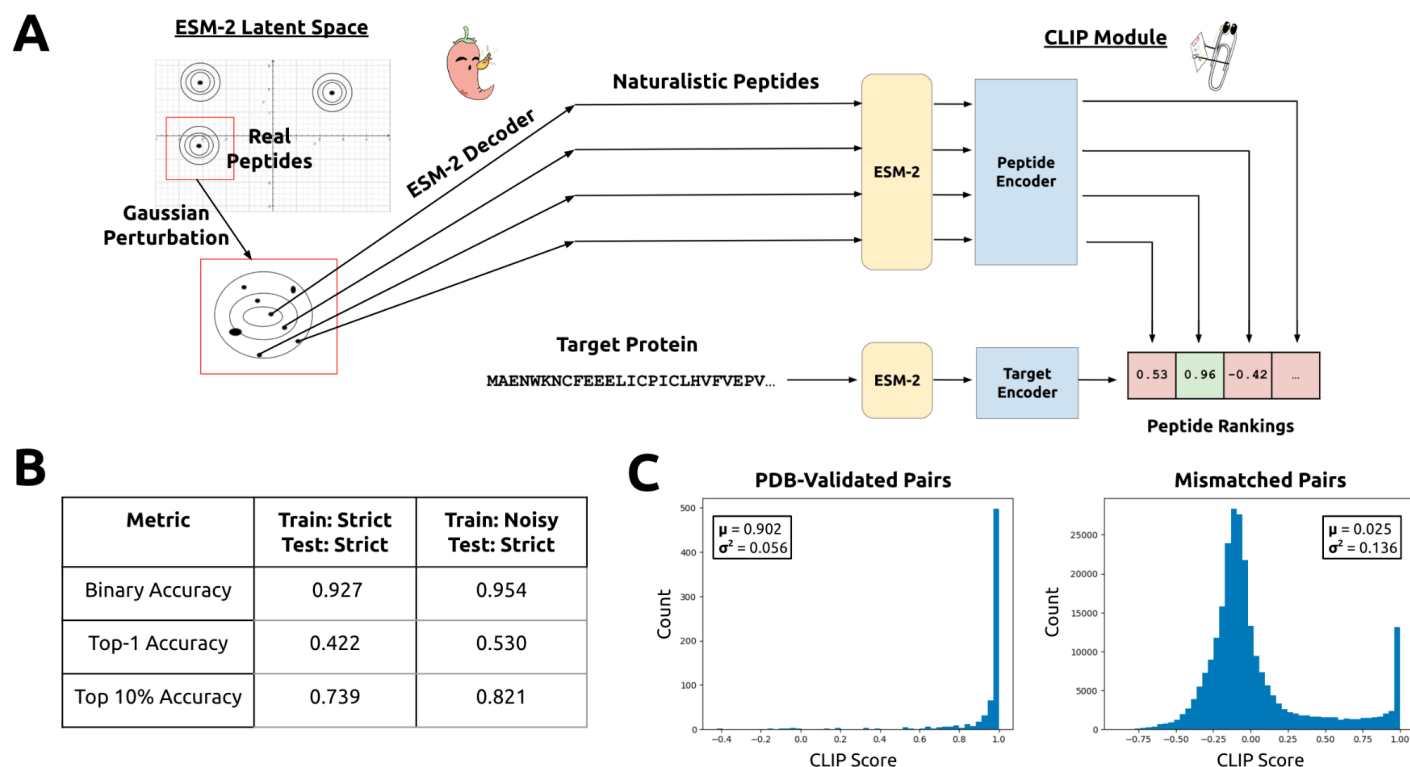 A
ESM-2 Latent Space
CLIP Module
Real
Peptides
Gaussian
Perturbation
ESM-2 Decoder
Naturalistic Peptides
ESM-2
Peptide
Encoder
Target Protein
MAENWKNCFEEELICPICLHVFVEPV…
ESM-2
Target
Encoder
0.53 0.96 -0.42 …
Peptide Rankings
B
Metric
Train: Strict
Test: Strict
Train: Noisy
Test: Strict
Binary Accuracy 0.927 0.954
Top-1 Accuracy 0.422 0.530
Top 10% Accuracy 0.739 0.821
C
PDB-Validated Pairs
μ = 0.902
σ² = 0.056
Count
500
400
300
200
100
0
−0.4 −0.2 0.0 0.2 0.4 0.6 0.8 1.0
CLIP Score
Mismatched Pairs
μ = 0.025
σ² = 0.136
Count
25000
20000
15000
10000
5000
0
−0.75 −0.50 −0.25 0.00 0.25 0.50 0.75 1.00
CLIP Score